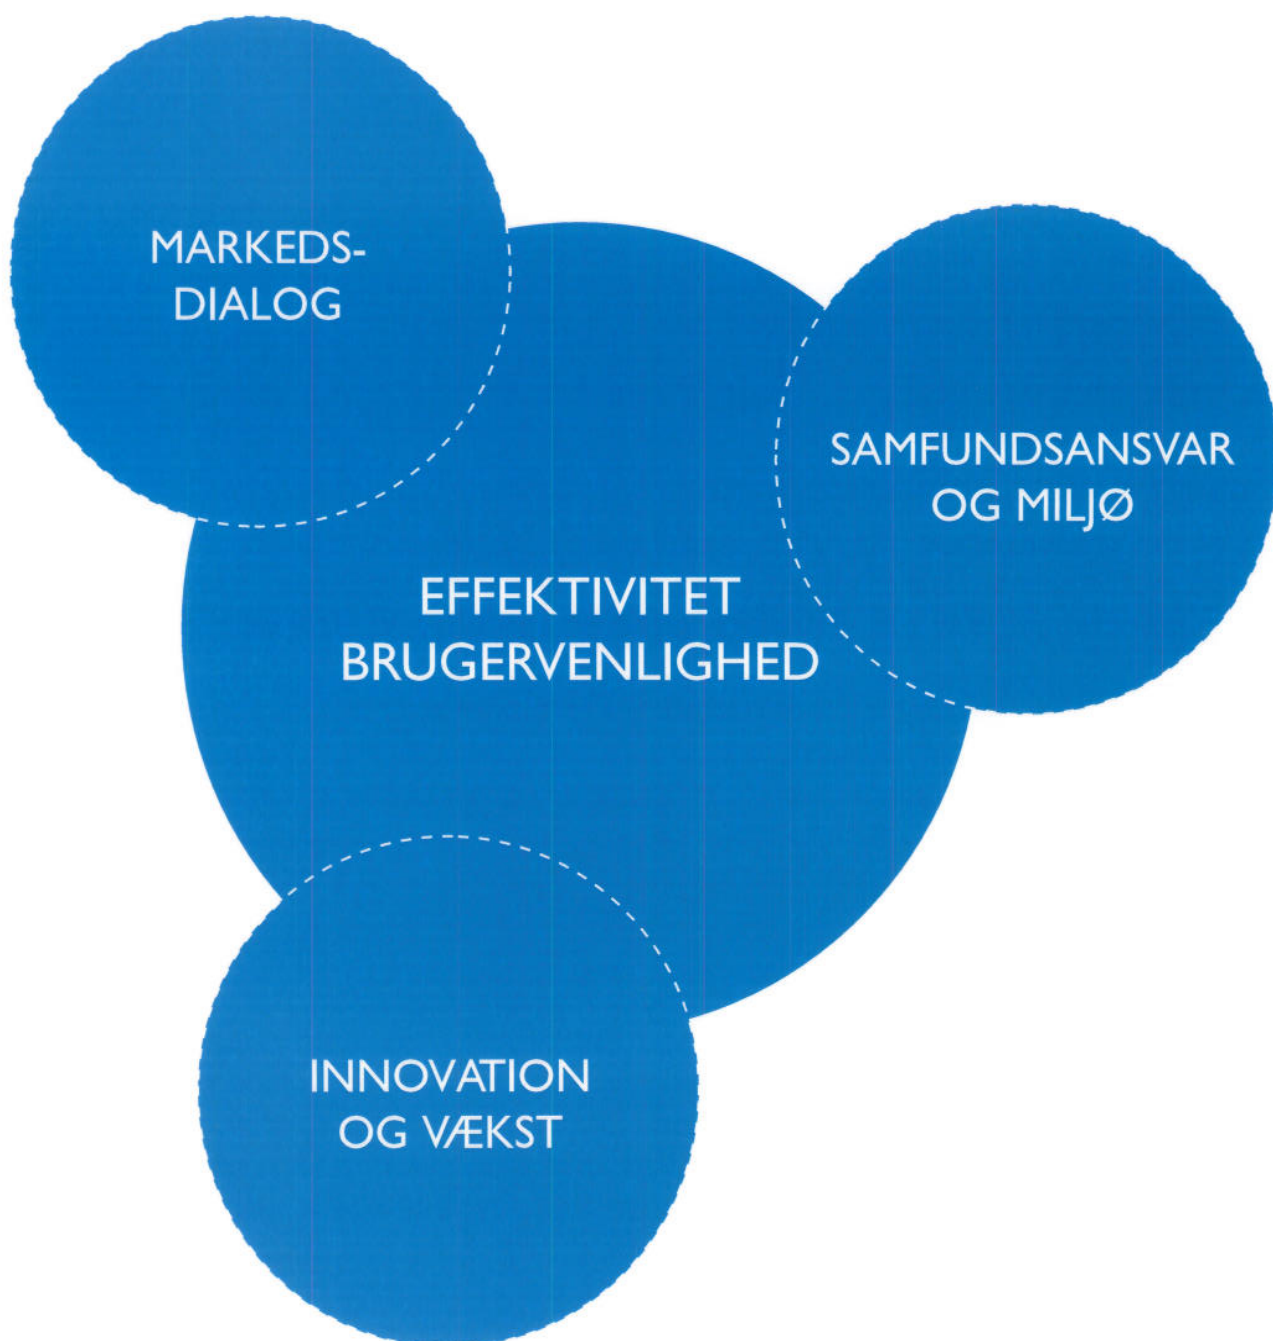 MARKEDS-
DIALOG
SAMFUNDSANSVAR
OG MILJØ
EFFEKTIVITET
BRUGERVENLIGHED
INNOVATION
OG VÆKST